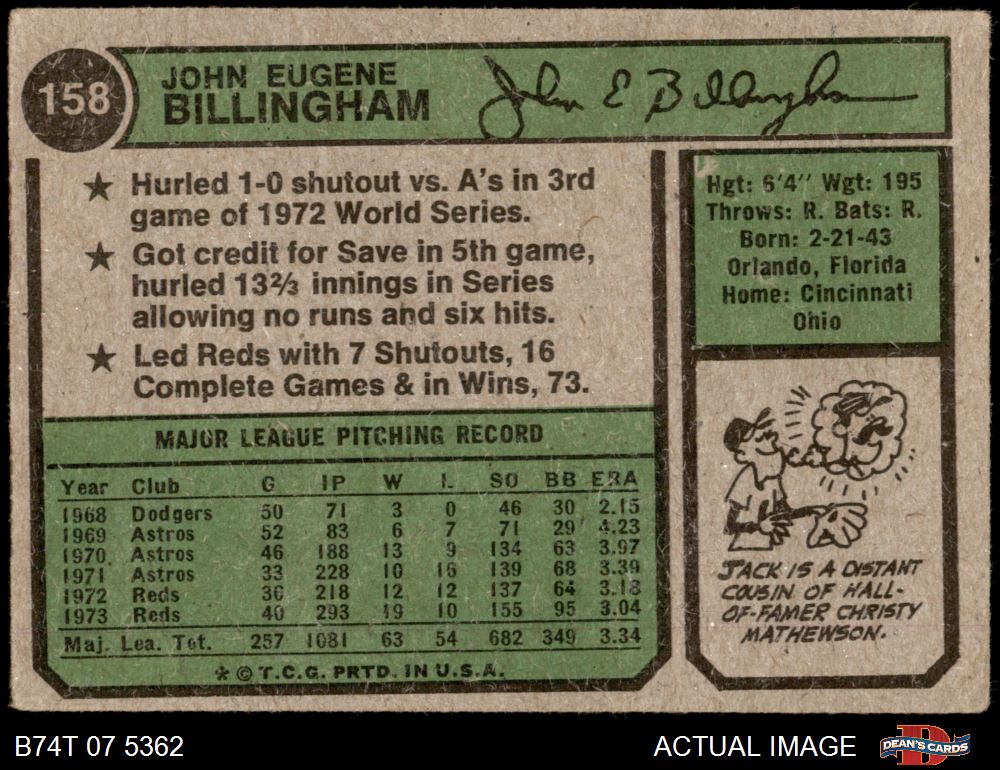 158
JOHN EUGENE
BILLINGHAM
John E Billingham
★ Hurled 1-0 shutout vs. A's in 3rd
game of 1972 World Series.
★ Got credit for Save in 5th game,
hurled 13⅔ innings in Series
allowing no runs and six hits.
★ Led Reds with 7 Shutouts, 16
Complete Games & in Wins, 73.
Hgt: 6'4'' Wgt: 195
Throws: R. Bats: R.
Born: 2-21-43
Orlando, Florida
Home: Cincinnati
Ohio
MAJOR LEAGUE PITCHING RECORD
Year Club G IP W L SO BB ERA
1968 Dodgers 50 71 3 0 46 30 2.15
1969 Astros 52 83 6 7 71 29 4.23
1970 Astros 46 188 13 9 134 63 3.97
1971 Astros 33 228 10 16 139 68 3.39
1972 Reds 36 218 12 12 137 64 3.18
1973 Reds 40 293 19 10 155 95 3.04
Maj. Lea. Tot. 257 1081 63 54 682 349 3.34
* © T.C.G. PRTD. IN U.S.A.
JACK IS A DISTANT
COUSIN OF HALL-
OF-FAMER CHRISTY
MATHEWSON.
B74T 07 5362
ACTUAL IMAGE
DEAN'S CARDS